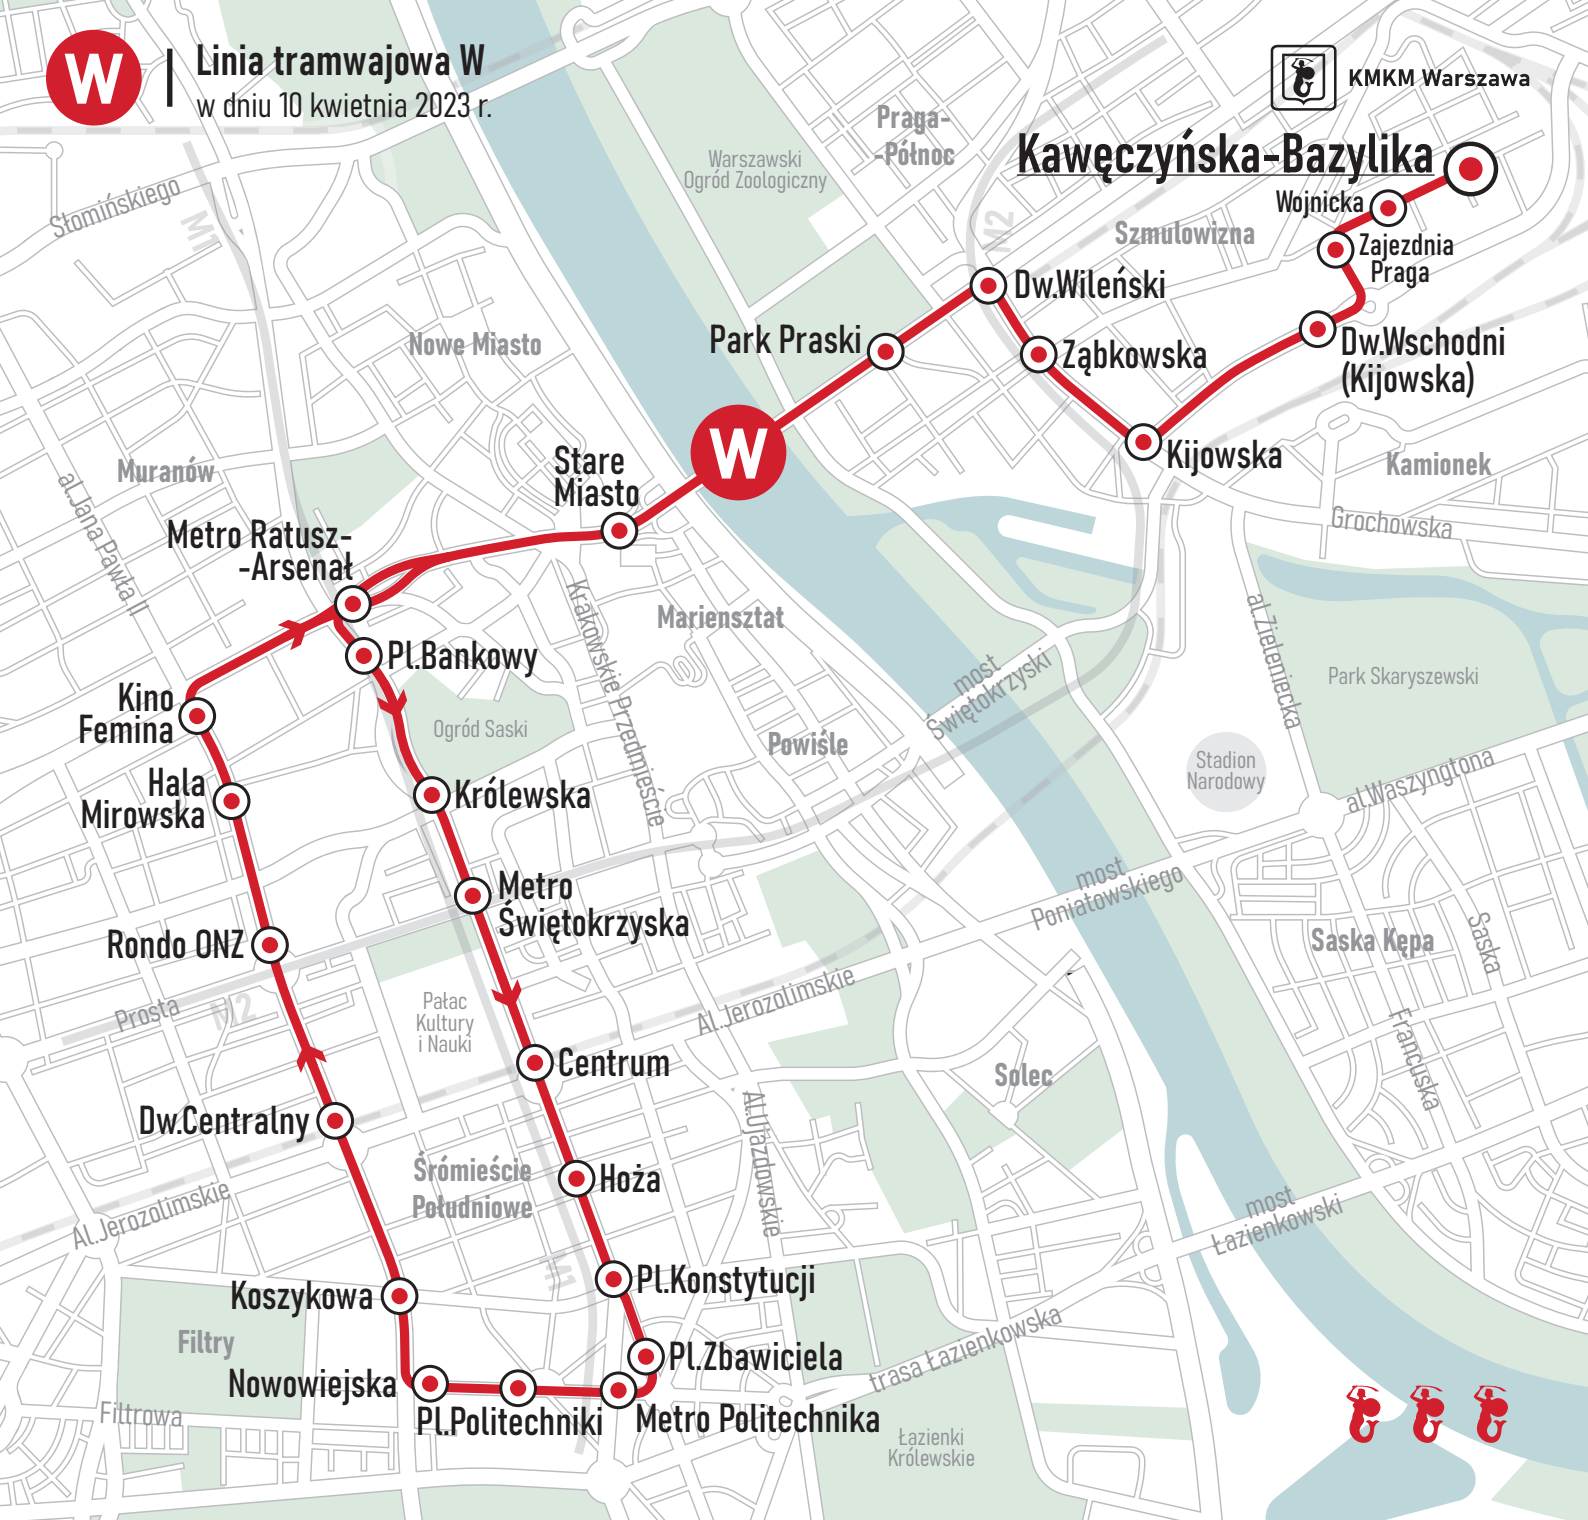 W
Linia tramwajowa W
w dniu 10 kwietnia 2023 r.
KMKM Warszawa
Praga-
-Północ
Warszawski
Ogród Zoologiczny
Kawęczyńska-Bazylika
Słomińskiego
M1
M2
Wojnicka
Szmulowizna
Zajezdnia
Praga
Dw.Wileński
Nowe Miasto
Park Praski
Ząbkowska
Dw.Wschodni
(Kijowska)
W
Kijowska
Kamionek
Stare
Miasto
Muranów
al.Jana Pawła II
Grochowska
Metro Ratusz-
-Arsenał
Krakowskie Przedmieście
Mariensztat
al.Zieleniecka
Pl.Bankowy
most
Świętokrzyski
Park Skaryszewski
Kino
Femina
Ogród Saski
Powiśle
Stadion
Narodowy
al.Waszyngtona
Hala
Mirowska
Królewska
Metro
Świętokrzyska
most
Poniatowskiego
Saska Kępa
Saska
Rondo ONZ
Prosta
M2
Pałac
Kultury
i Nauki
Al.Jerozolimskie
Francuska
Centrum
Solec
Dw.Centralny
Al.Ujazdowskie
Śrómieście
Południowe
Hoża
Al.Jerozolimskie
most
Łazienkowski
M1
Koszykowa
Pl.Konstytucji
Filtry
Pl.Zbawiciela
trasa Łazienkowska
Nowowiejska
Filtrowa
Pl.Politechniki
Metro Politechnika
Łazienki
Królewskie